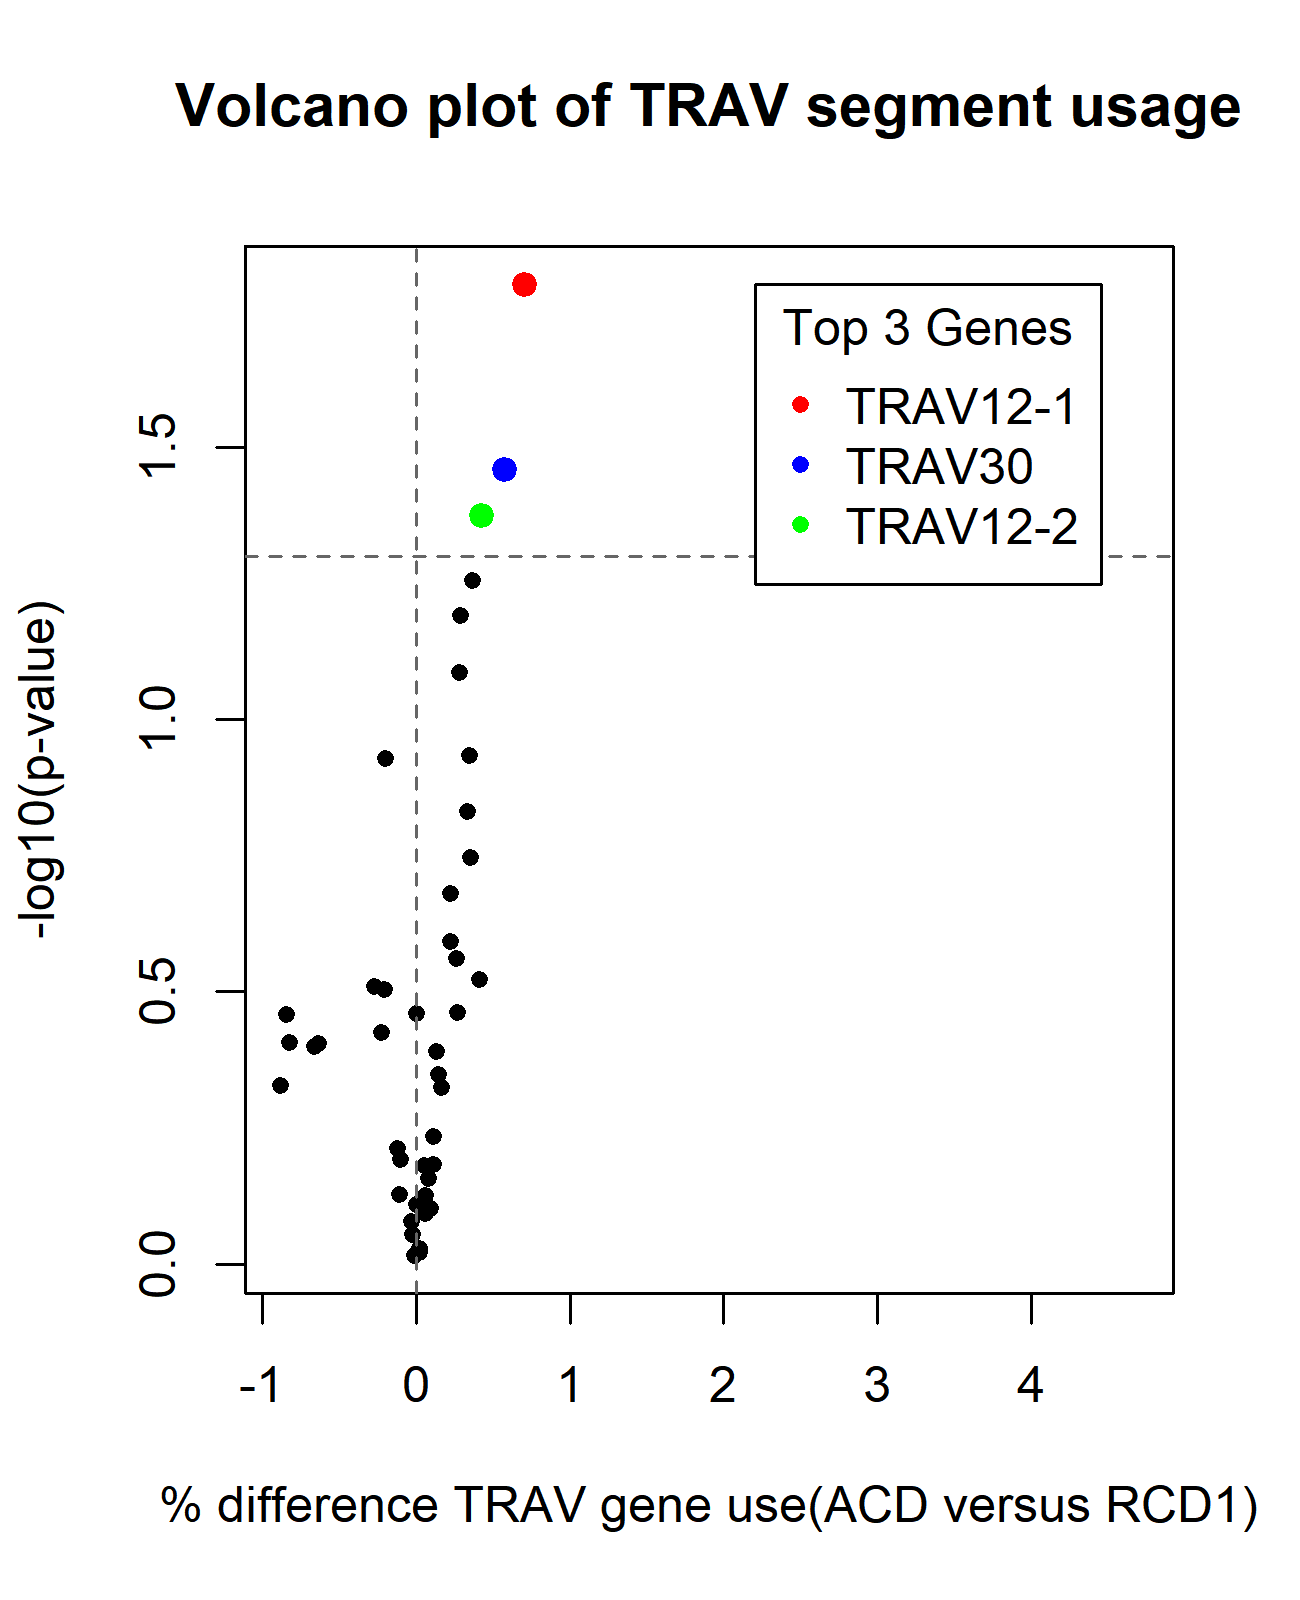 Volcano plot of TRAV segment usage
Top 3 Genes
TRAV12-1
TRAV30
TRAV12-2
-log10(p-value)
1.5
1.0
0.5
0.0
-1 0 1 2 3 4
% difference TRAV gene use(ACD versus RCD1)